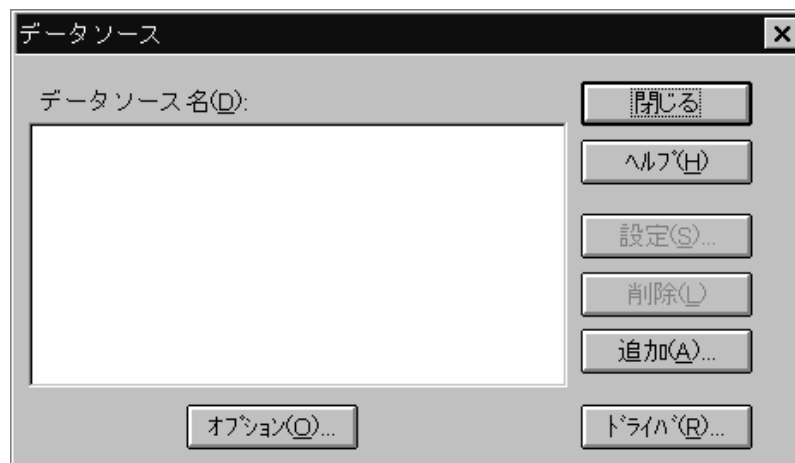 データソース
データソース名(D):
閉じる
ﾍﾙﾌﾟ(H)
設定(S)...
削除(L)
追加(A)...
ｵﾌﾟｼｮﾝ(O)...
ﾄﾞﾗｲﾊﾞ(R)...